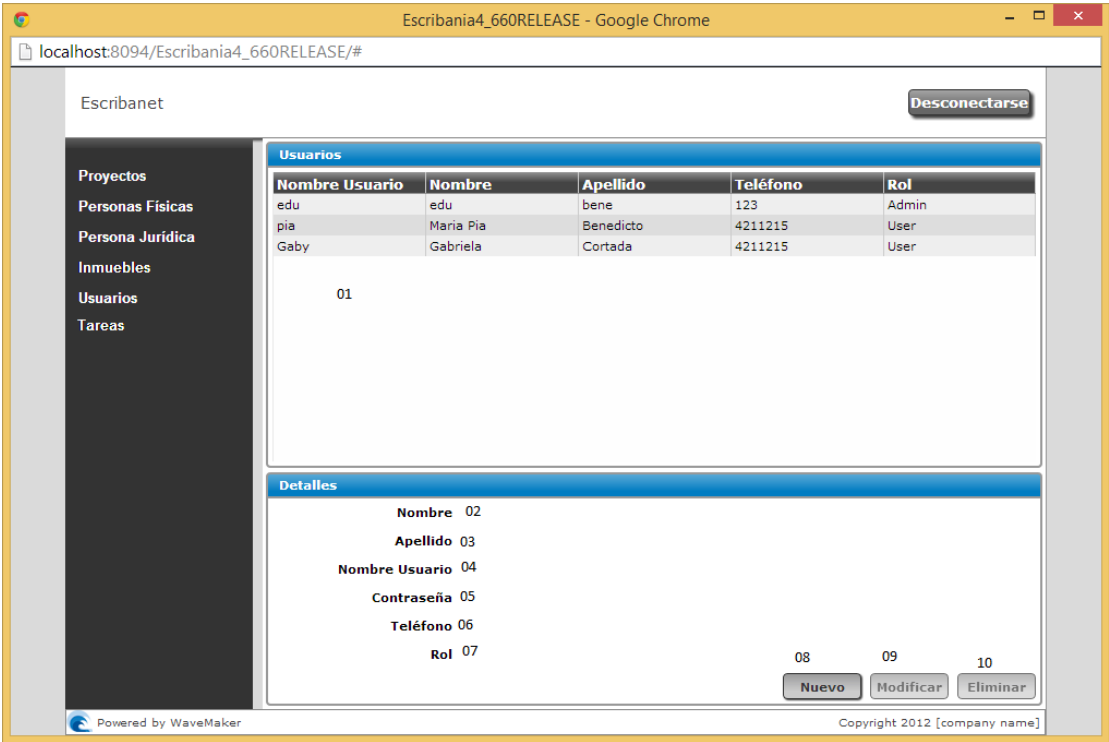 Escribania4_660RELEASE - Google Chrome
localhost:8094/Escribania4_660RELEASE/#
Escribanet
Desconectarse
Proyectos
Personas Físicas
Persona Jurídica
Inmuebles
Usuarios
Tareas
Usuarios
Nombre Usuario Nombre Apellido Teléfono Rol
edu edu bene 123 Admin
pia Maria Pia Benedicto 4211215 User
Gaby Gabriela Cortada 4211215 User
01
Detalles
Nombre 02
Apellido 03
Nombre Usuario 04
Contraseña 05
Teléfono 06
Rol 07
08 09 10
Nuevo Modificar Eliminar
Powered by WaveMaker
Copyright 2012 [company name]